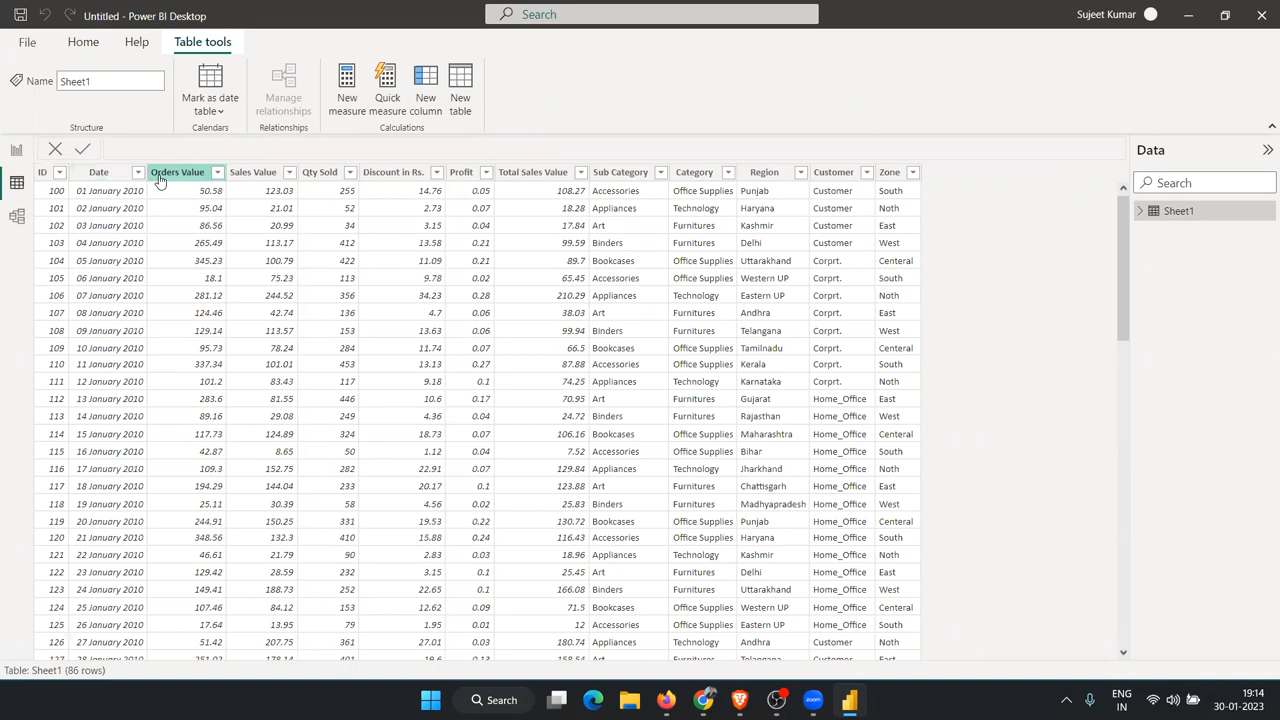 Untitled - Power BI Desktop
Search
Sujeet Kumar
File Home Help Table tools
Name Sheet1
Mark as date table
Manage relationships
New measure
Quick measure
New column
New table
Structure Calendars Relationships Calculations
ID Date Orders Value Sales Value Qty Sold Discount in Rs. Profit Total Sales Value Sub Category Category Region Customer Zone
100 01 January 2010 50.58 123.03 255 14.76 0.05 108.27 Accessories Office Supplies Punjab Customer South
101 02 January 2010 95.04 21.01 52 2.73 0.07 18.28 Appliances Technology Haryana Customer Noth
102 03 January 2010 86.56 20.99 34 3.15 0.04 17.84 Art Furnitures Kashmir Customer East
103 04 January 2010 265.49 113.17 412 13.58 0.21 99.59 Binders Furnitures Delhi Customer West
104 05 January 2010 345.23 100.79 422 11.09 0.21 89.7 Bookcases Office Supplies Uttarakhand Corprt. Centeral
105 06 January 2010 18.1 75.23 113 9.78 0.02 65.45 Accessories Office Supplies Western UP Corprt. South
106 07 January 2010 281.12 244.52 356 34.23 0.28 210.29 Appliances Technology Eastern UP Corprt. Noth
107 08 January 2010 124.46 42.74 136 4.7 0.06 38.03 Art Furnitures Andhra Corprt. East
108 09 January 2010 129.14 113.57 153 13.63 0.06 99.94 Binders Furnitures Telangana Corprt. West
109 10 January 2010 95.73 78.24 284 11.74 0.07 66.5 Bookcases Office Supplies Tamilnadu Corprt. Centeral
110 11 January 2010 337.34 101.01 453 13.13 0.27 87.88 Accessories Office Supplies Kerala Corprt. South
111 12 January 2010 101.2 83.43 117 9.18 0.1 74.25 Appliances Technology Karnataka Corprt. Noth
112 13 January 2010 283.6 81.55 446 10.6 0.17 70.95 Art Furnitures Gujarat Home_Office East
113 14 January 2010 89.16 29.08 249 4.36 0.04 24.72 Binders Furnitures Rajasthan Home_Office West
114 15 January 2010 117.73 124.89 324 18.73 0.07 106.16 Bookcases Office Supplies Maharashtra Home_Office Centeral
115 16 January 2010 42.87 8.65 50 1.12 0.04 7.52 Accessories Office Supplies Bihar Home_Office South
116 17 January 2010 109.3 152.75 282 22.91 0.07 129.84 Appliances Technology Jharkhand Home_Office Noth
117 18 January 2010 194.29 144.04 233 20.17 0.1 123.88 Art Furnitures Chattisgarh Home_Office East
118 19 January 2010 25.11 30.39 58 4.56 0.02 25.83 Binders Furnitures Madhyapradesh Home_Office West
119 20 January 2010 244.91 150.25 331 19.53 0.22 130.72 Bookcases Office Supplies Punjab Home_Office Centeral
120 21 January 2010 348.56 132.3 410 15.88 0.24 116.43 Accessories Office Supplies Haryana Home_Office South
121 22 January 2010 46.61 21.79 90 2.83 0.03 18.96 Appliances Technology Kashmir Home_Office Noth
122 23 January 2010 129.42 28.59 232 3.15 0.1 25.45 Art Furnitures Delhi Home_Office East
123 24 January 2010 149.41 188.73 252 22.65 0.1 166.08 Binders Furnitures Uttarakhand Home_Office West
124 25 January 2010 107.46 84.12 153 12.62 0.09 71.5 Bookcases Office Supplies Western UP Home_Office Centeral
125 26 January 2010 17.64 13.95 79 1.95 0.01 12 Accessories Office Supplies Eastern UP Home_Office South
126 27 January 2010 51.42 207.75 361 27.01 0.03 180.74 Appliances Technology Andhra Customer Noth
127 28 January 2010 251.02 178.14 401 19.6 0.13 158.54 Art Furnitures Telangana Customer East
Data
Search
Sheet1
Table: Sheet1 (86 rows)
Search
ENG
IN
19:14
30-01-2023